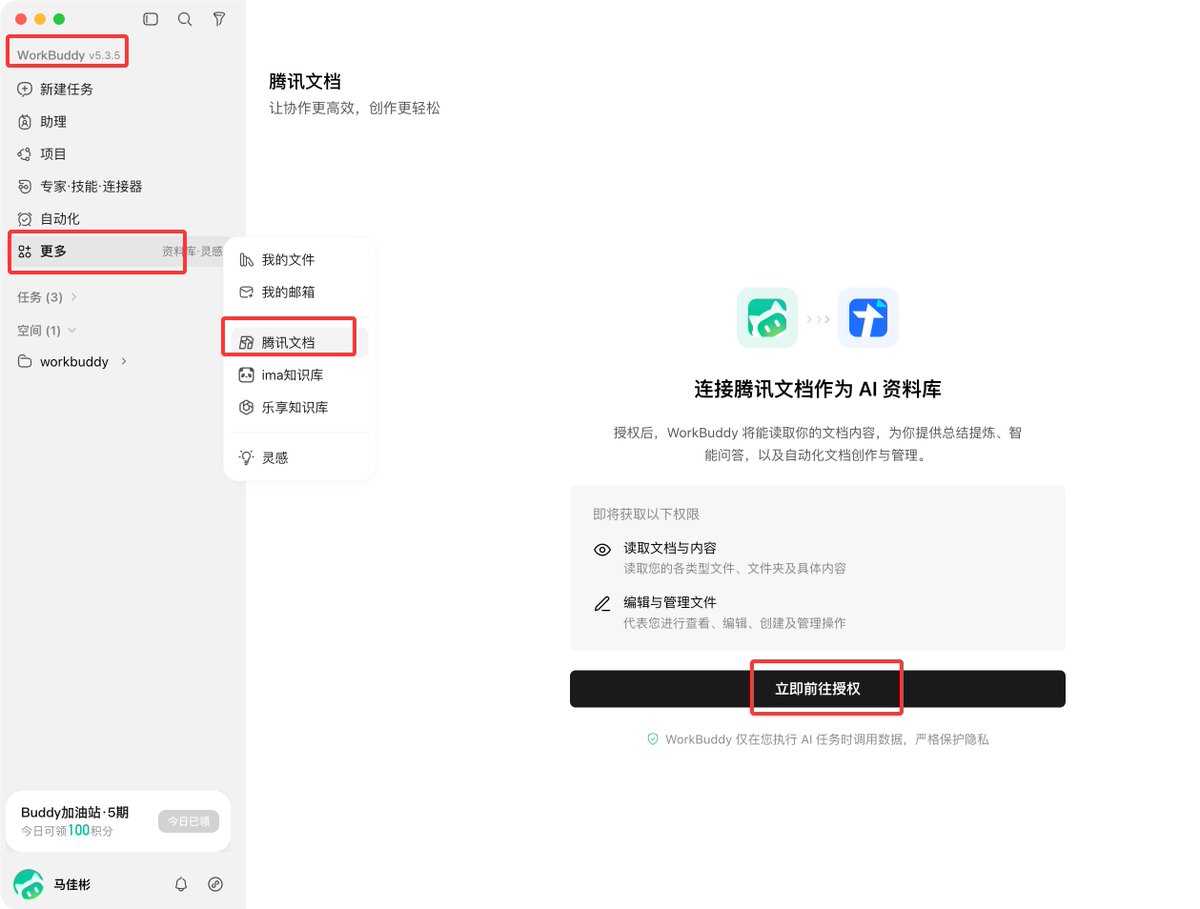 WorkBuddy v5.3.5
新建任务
助理
项目
专家·技能·连接器
自动化
更多
资料库·灵感
任务 (3)
空间 (1)
workbuddy
我的文件
我的邮箱
腾讯文档
ima知识库
乐享知识库
灵感
腾讯文档
让协作更高效，创作更轻松
连接腾讯文档作为 AI 资料库
授权后，WorkBuddy 将能读取你的文档内容，为你提供总结提炼、智
能问答，以及自动化文档创作与管理。
即将获取以下权限
读取文档与内容
读取您的各类型文件、文件夹及具体内容
编辑与管理文件
代表您进行查看、编辑、创建及管理操作
立即前往授权
WorkBuddy 仅在您执行 AI 任务时调用数据，严格保护隐私
Buddy加油站·5期
今日可领100积分
今日已领
马佳彬